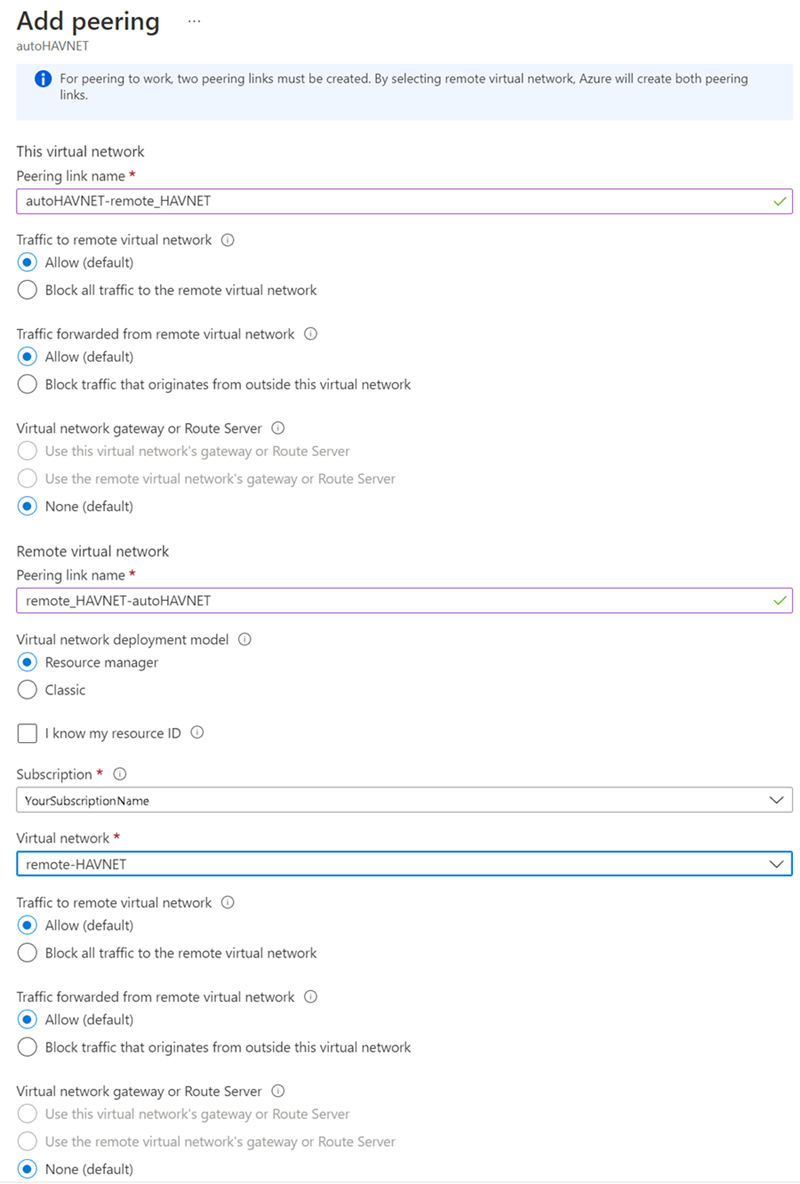 Add peering ...
autoHAVNET
For peering to work, two peering links must be created. By selecting remote virtual network, Azure will create both peering
links.
This virtual network
Peering link name *
autoHAVNET-remote_HAVNET
Traffic to remote virtual network
Allow (default)
Block all traffic to the remote virtual network
Traffic forwarded from remote virtual network
Allow (default)
Block traffic that originates from outside this virtual network
Virtual network gateway or Route Server
Use this virtual network's gateway or Route Server
Use the remote virtual network's gateway or Route Server
None (default)
Remote virtual network
Peering link name *
remote_HAVNET-autoHAVNET
Virtual network deployment model
Resource manager
Classic
I know my resource ID
Subscription *
YourSubscriptionName
Virtual network *
remote-HAVNET
Traffic to remote virtual network
Allow (default)
Block all traffic to the remote virtual network
Traffic forwarded from remote virtual network
Allow (default)
Block traffic that originates from outside this virtual network
Virtual network gateway or Route Server
Use this virtual network's gateway or Route Server
Use the remote virtual network's gateway or Route Server
None (default)